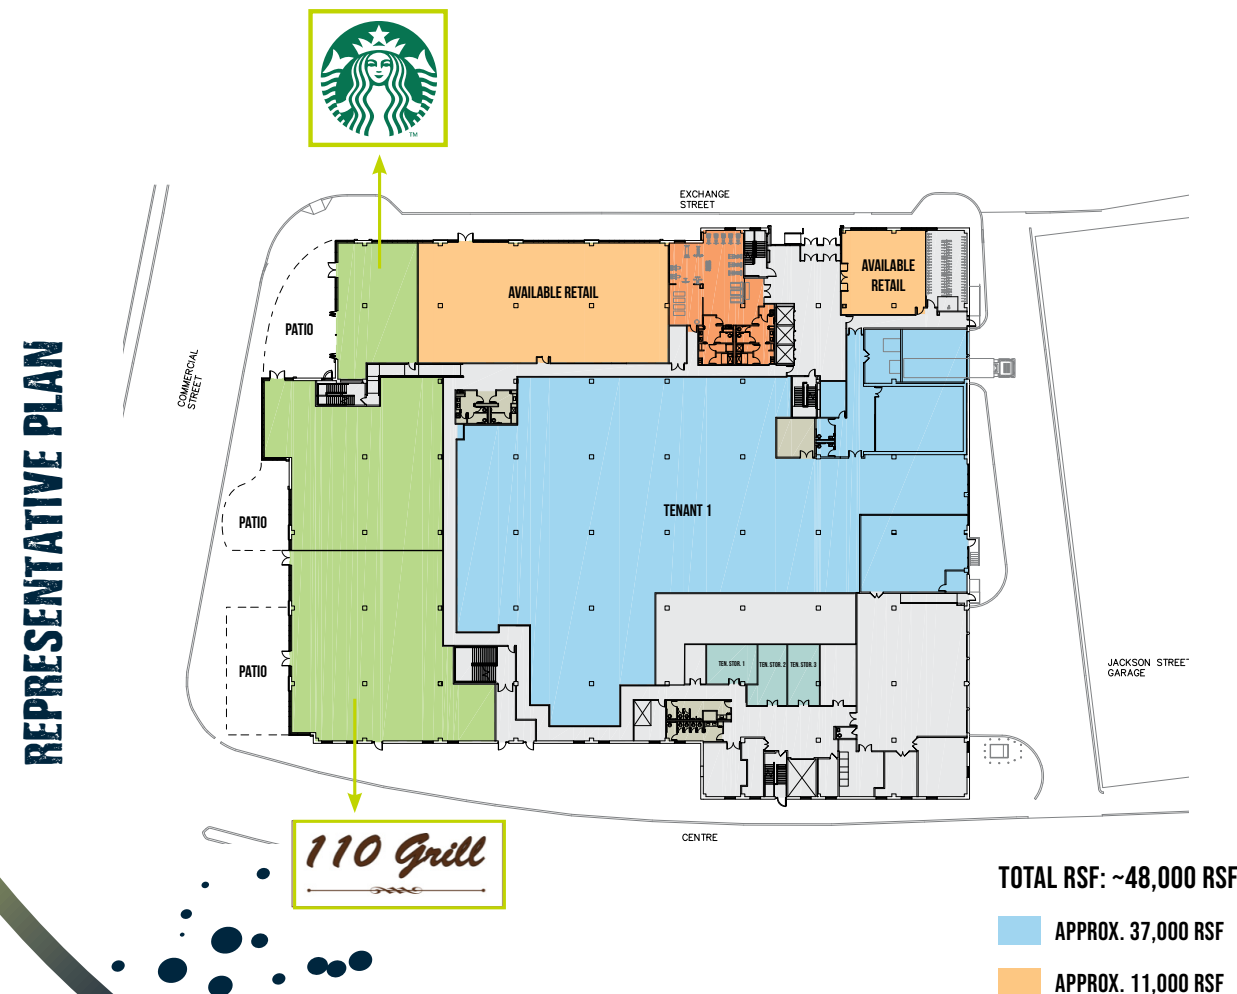 TM
EXCHANGE
STREET
AVAILABLE
RETAIL
AVAILABLE RETAIL
PATIO
COMMERCIAL
STREET
REPRESENTATIVE PLAN
TENANT 1
PATIO
PATIO
TEN. STOR. 1
TEN. STOR. 2
TEN. STOR. 3
JACKSON STREET
GARAGE
CENTRE
110 Grill
TOTAL RSF: ~48,000 RSF
APPROX. 37,000 RSF
APPROX. 11,000 RSF